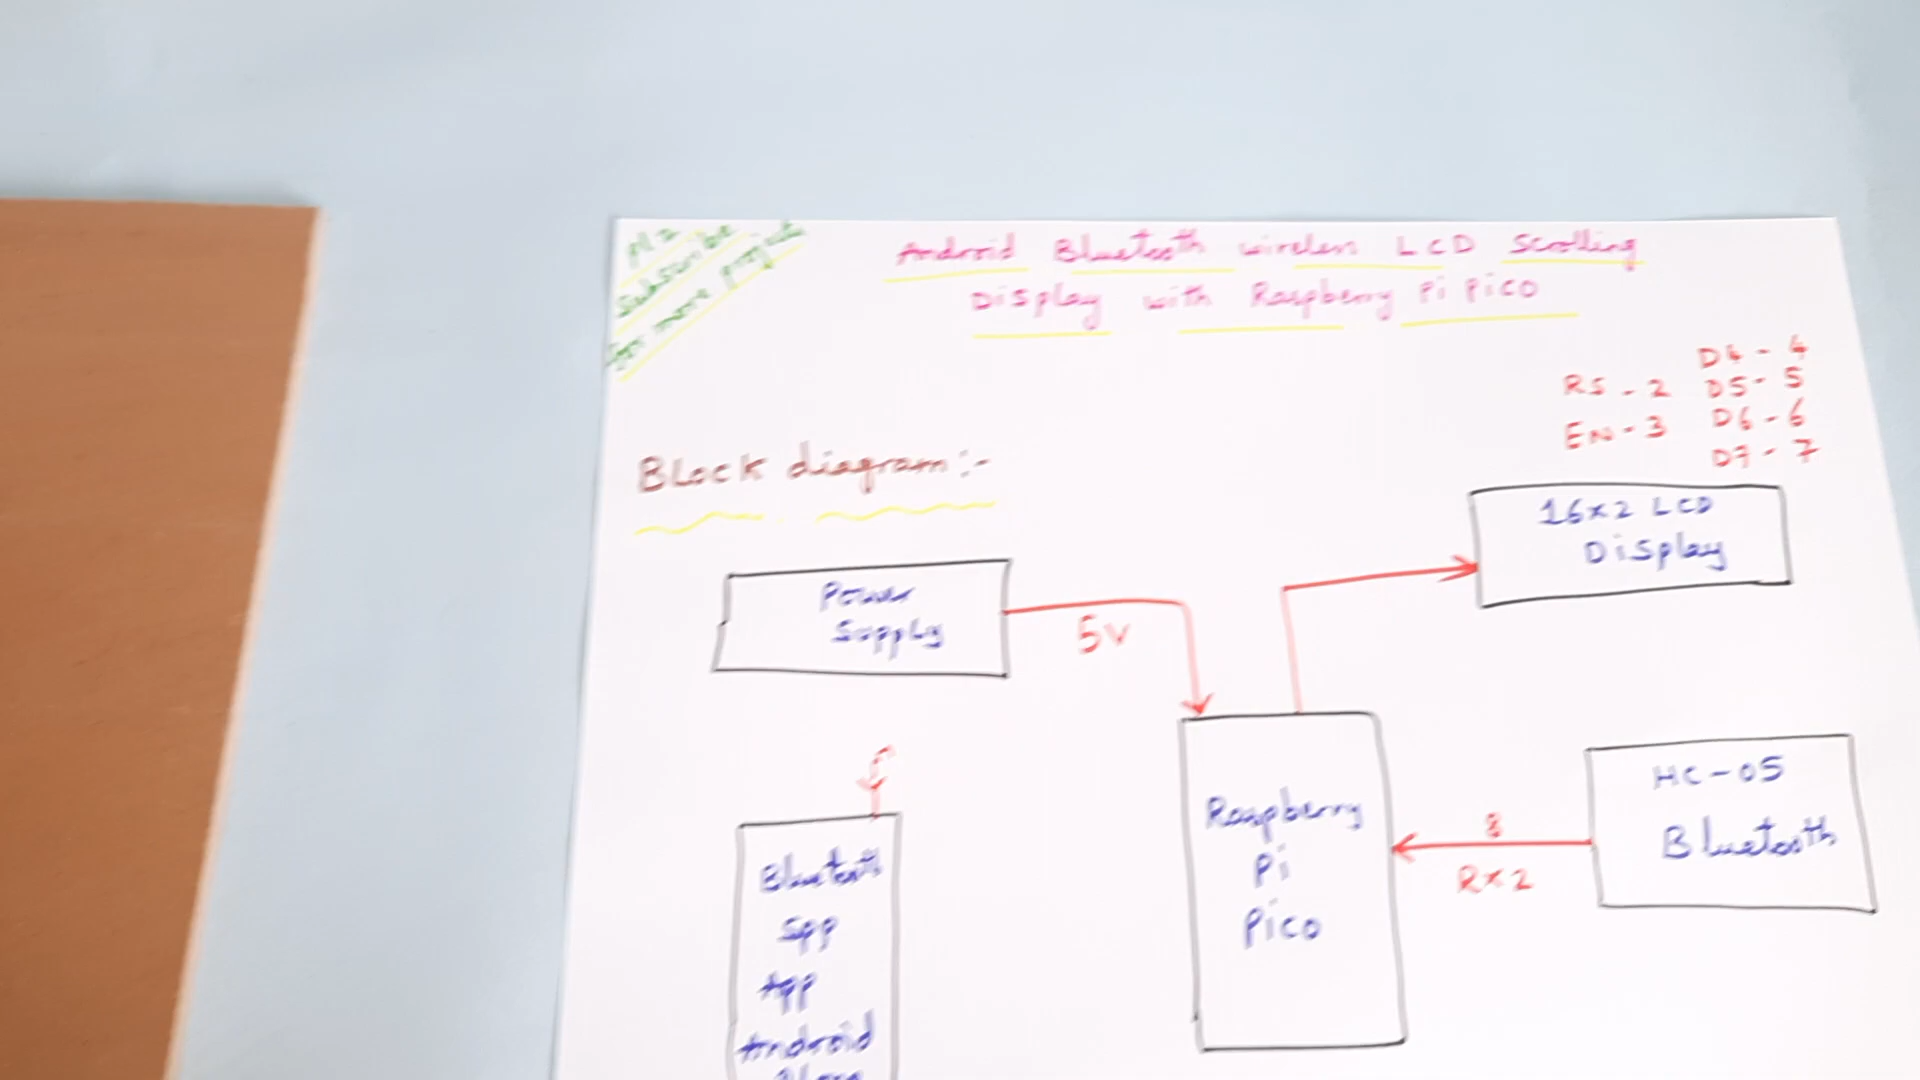 Plz
Subscribe
for more projects
Android Bluetooth wireless LCD Scrolling
Display with Raspberry Pi Pico
D4 - 4
RS - 2 D5 - 5
EN - 3 D6 - 6
D7 - 7
Block diagram :-
16x2 LCD
Display
Power
Supply
5V
HC-05
Bluetooth
8
Rx2
Raspberry
Pi
Pico
Bluetooth
SPP
App
Android